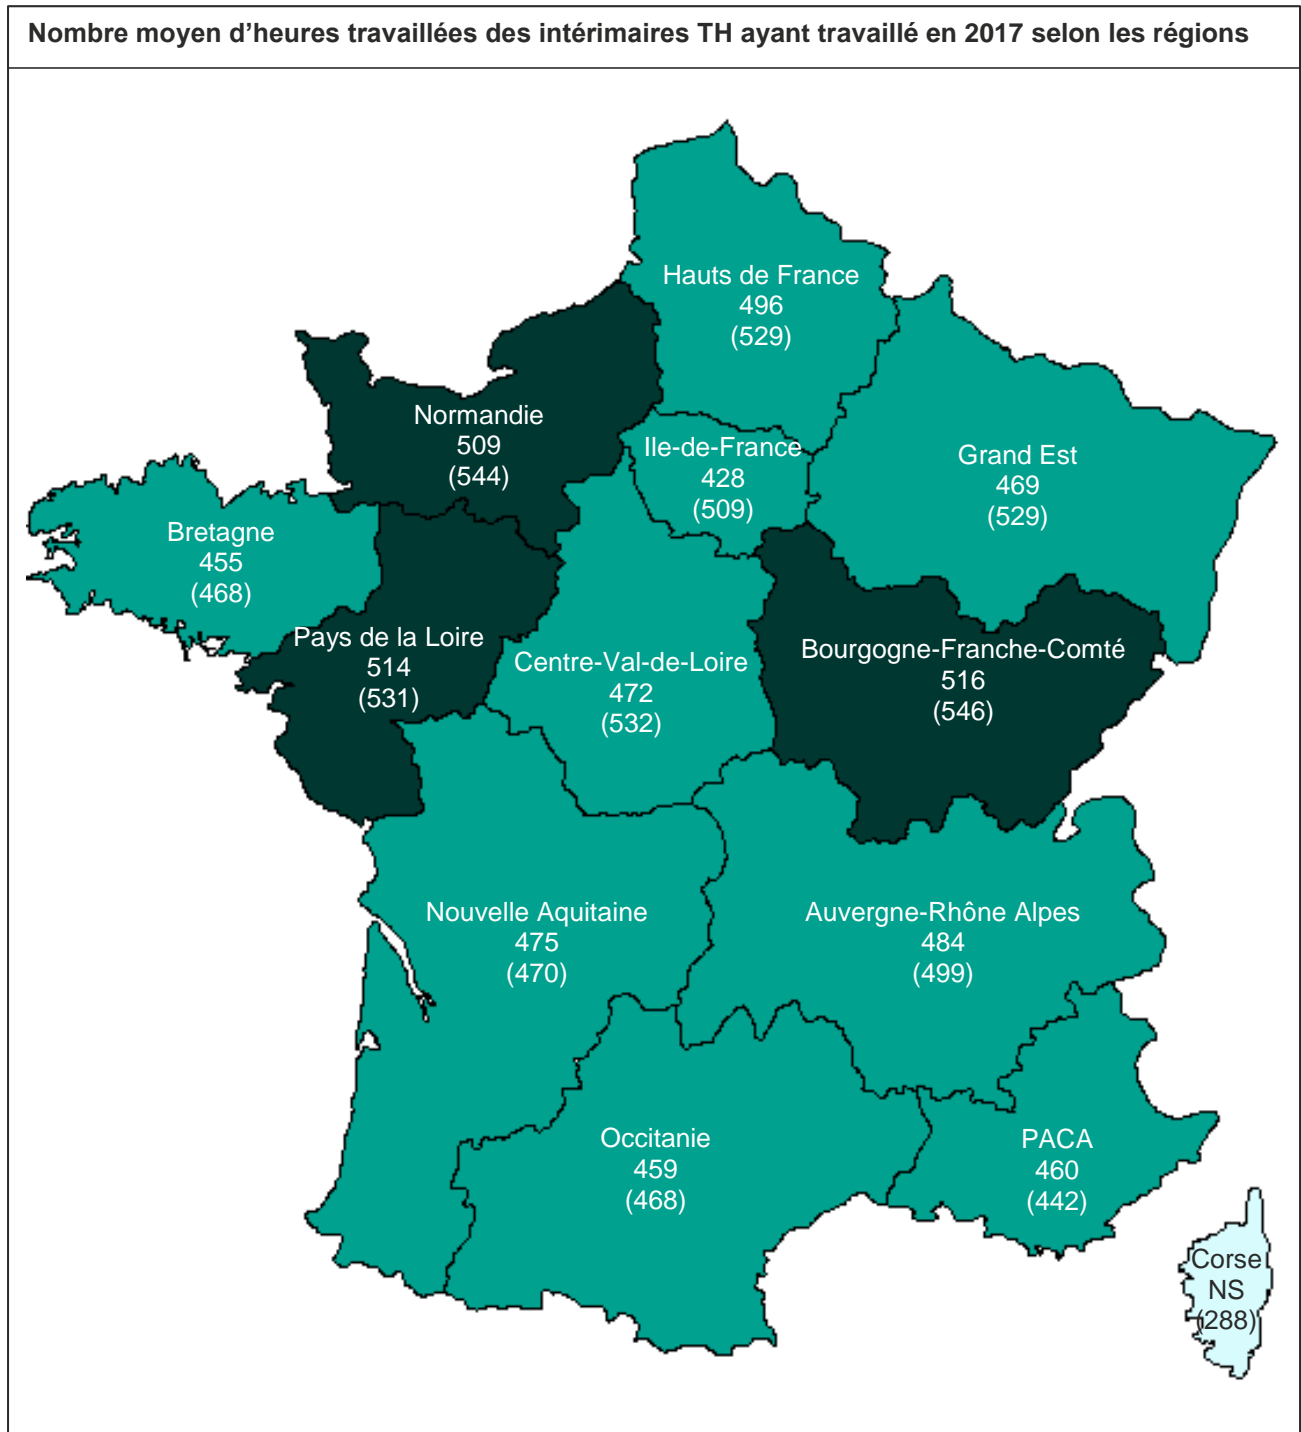 Nombre moyen d’heures travaillées des intérimaires TH ayant travaillé en 2017 selon les régions
Hauts de France
496
(529)
Normandie
509
(544)
Ile-de-France
428
(509)
Grand Est
469
(529)
Bretagne
455
(468)
Pays de la Loire
514
(531)
Centre-Val-de-Loire
472
(532)
Bourgogne-Franche-Comté
516
(546)
Nouvelle Aquitaine
475
(470)
Auvergne-Rhône Alpes
484
(499)
Occitanie
459
(468)
PACA
460
(442)
Corse
NS
(288)